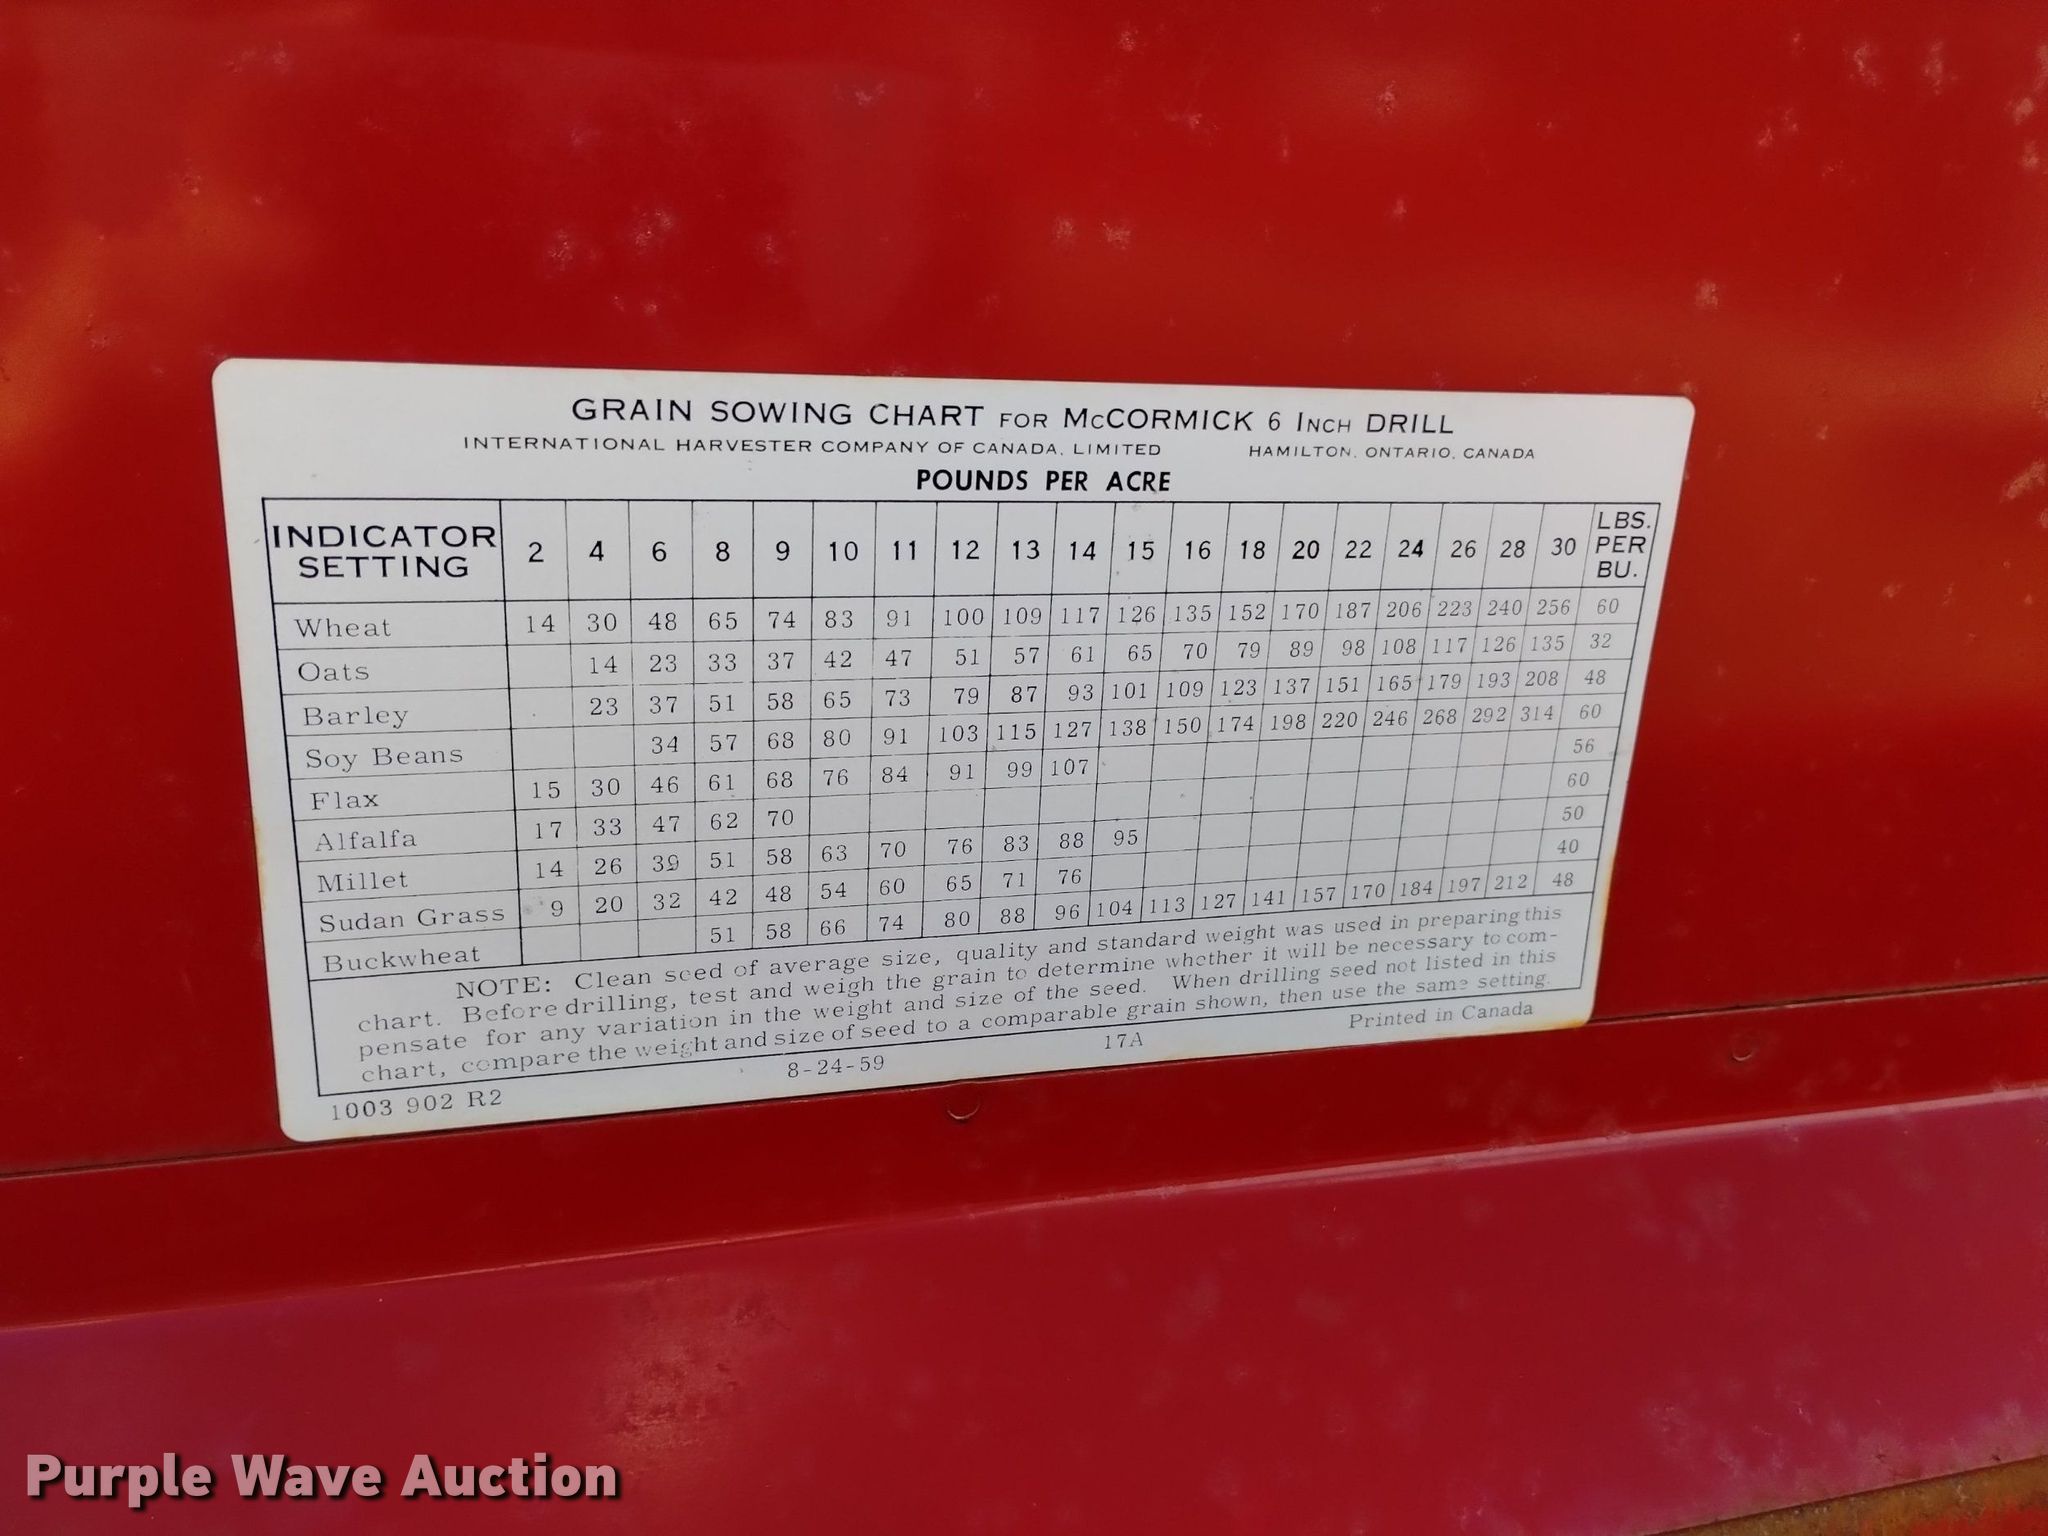 GRAIN SOWING CHART FOR McCORMICK 6 INCH DRILL
INTERNATIONAL HARVESTER COMPANY OF CANADA, LIMITED HAMILTON, ONTARIO, CANADA
POUNDS PER ACRE
INDICATOR SETTING 2 4 6 8 9 10 11 12 13 14 15 16 18 20 22 24 26 28 30 LBS. PER BU.
Wheat 14 30 48 65 74 83 91 100 109 117 126 135 152 170 187 206 223 240 256 60
Oats 14 23 33 37 42 47 51 57 61 65 70 79 89 98 108 117 126 135 32
Barley 23 37 51 58 65 73 79 87 93 101 109 123 137 151 165 179 193 208 48
Soy Beans 34 57 68 80 91 103 115 127 138 150 174 198 220 246 268 292 314 60
Flax 15 30 46 61 68 76 84 91 99 107 56
Alfalfa 17 33 47 62 70 60
Millet 14 26 39 51 58 63 70 76 83 88 95 50
Sudan Grass 9 20 32 42 48 54 60 65 71 76 40
Buckwheat 51 58 66 74 80 88 96 104 113 127 141 157 170 184 197 212 48
NOTE: Clean seed of average size, quality and standard weight was used in preparing this
chart. Before drilling, test and weigh the grain to determine whether it will be necessary to com-
pensate for any variation in the weight and size of the seed. When drilling seed not listed in this
chart, compare the weight and size of seed to a comparable grain shown, then use the same setting.
1003 902 R2 8-24-59 17A Printed in Canada
Purple Wave Auction